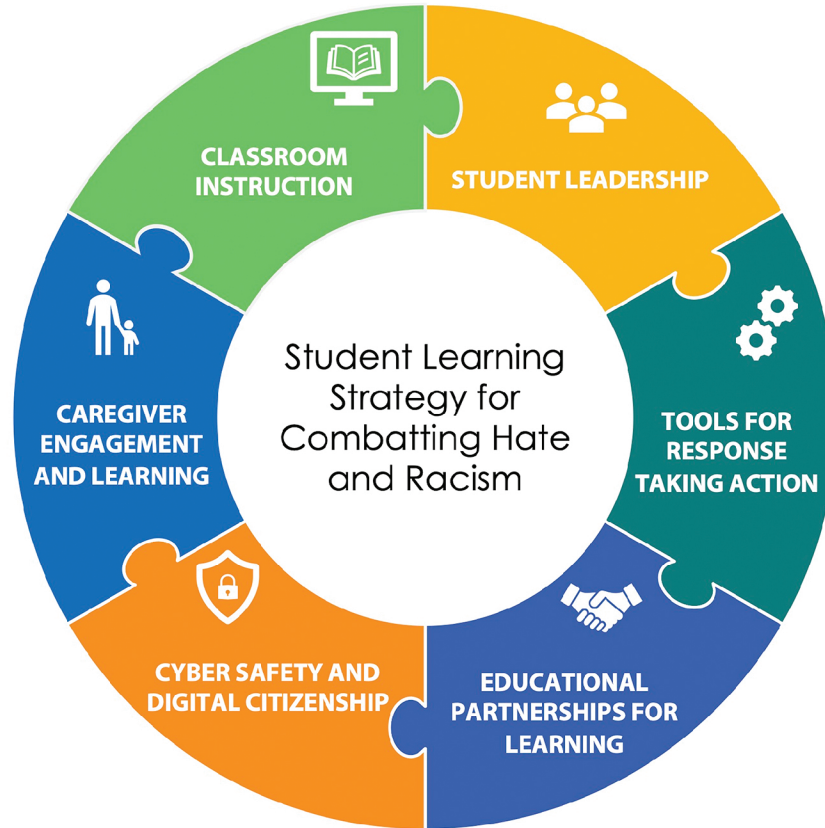 CLASSROOM
INSTRUCTION
STUDENT LEADERSHIP
TOOLS FOR
RESPONSE
TAKING ACTION
EDUCATIONAL
PARTNERSHIPS FOR
LEARNING
CYBER SAFETY AND
DIGITAL CITIZENSHIP
CAREGIVER
ENGAGEMENT
AND LEARNING
Student Learning
Strategy for
Combatting Hate
and Racism